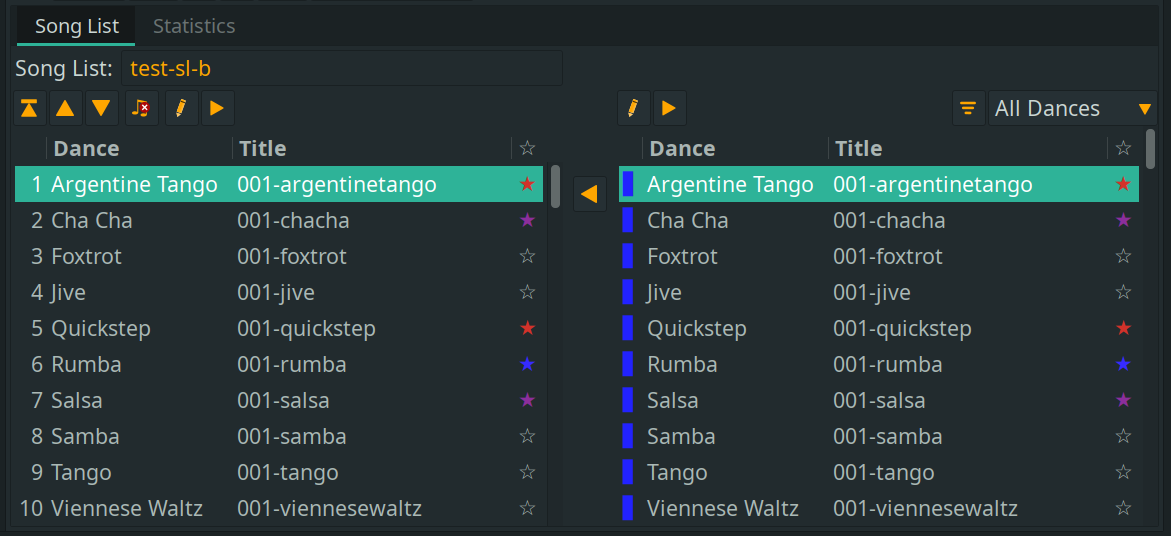 Song List Statistics
Song List: test-sl-b
All Dances
Dance Title ☆ Dance Title ☆
1 Argentine Tango 001-argentinetango ★ Argentine Tango 001-argentinetango ★
2 Cha Cha 001-chacha ★ Cha Cha 001-chacha ★
3 Foxtrot 001-foxtrot ☆ Foxtrot 001-foxtrot ☆
4 Jive 001-jive ☆ Jive 001-jive ☆
5 Quickstep 001-quickstep ★ Quickstep 001-quickstep ★
6 Rumba 001-rumba ★ Rumba 001-rumba ★
7 Salsa 001-salsa ★ Salsa 001-salsa ★
8 Samba 001-samba ☆ Samba 001-samba ☆
9 Tango 001-tango ☆ Tango 001-tango ☆
10 Viennese Waltz 001-viennesewaltz ☆ Viennese Waltz 001-viennesewaltz ☆